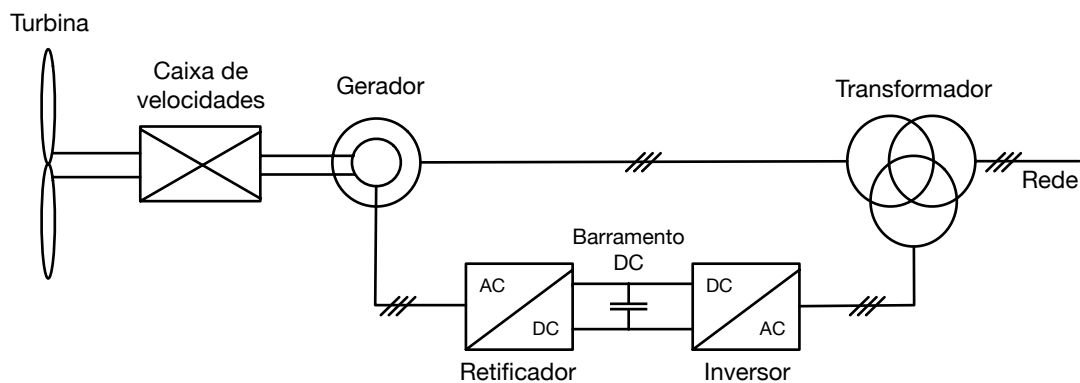 Turbina
Caixa de
velocidades
Gerador
Transformador
Rede
Barramento
DC
AC
DC
DC
AC
Retificador
Inversor